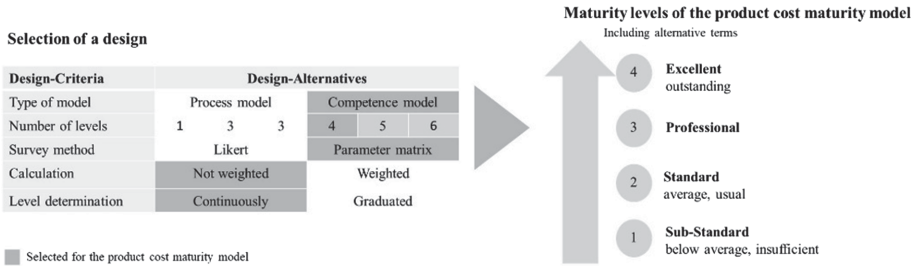 Selection of a design
Design-Criteria Design-Alternatives
Type of model Process model Competence model
Number of levels 1 3 3 4 5 6
Survey method Likert Parameter matrix
Calculation Not weighted Weighted
Level determination Continuously Graduated
Selected for the product cost maturity model
Maturity levels of the product cost maturity model
Including alternative terms
4 Excellent
outstanding
3 Professional
2 Standard
average, usual
1 Sub-Standard
below average, insufficient